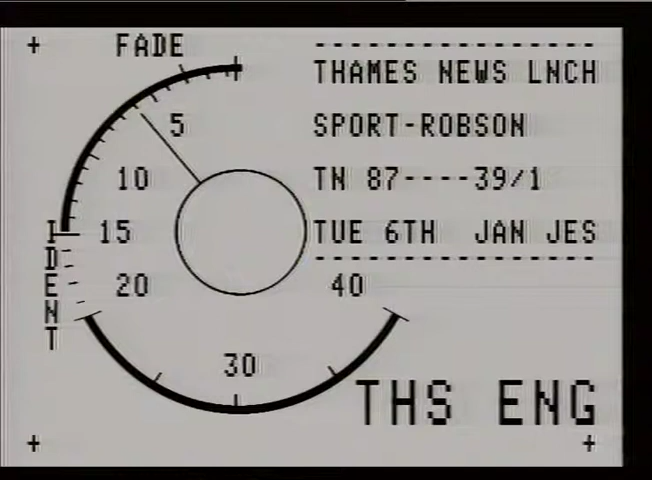 + FADE
THAMES NEWS LNCH
SPORT-ROBSON
TN 87----39/1
TUE 6TH JAN JES
5
10
15
20
30
40
IDENT
THS ENG
+ +